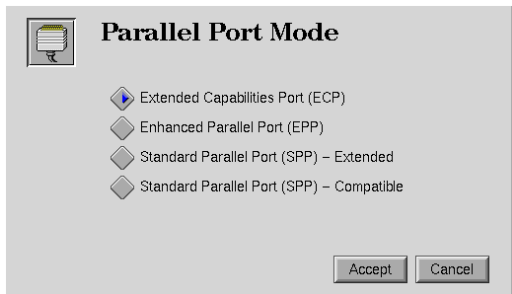 Parallel Port Mode
Extended Capabilities Port (ECP)
Enhanced Parallel Port (EPP)
Standard Parallel Port (SPP) – Extended
Standard Parallel Port (SPP) – Compatible
Accept Cancel